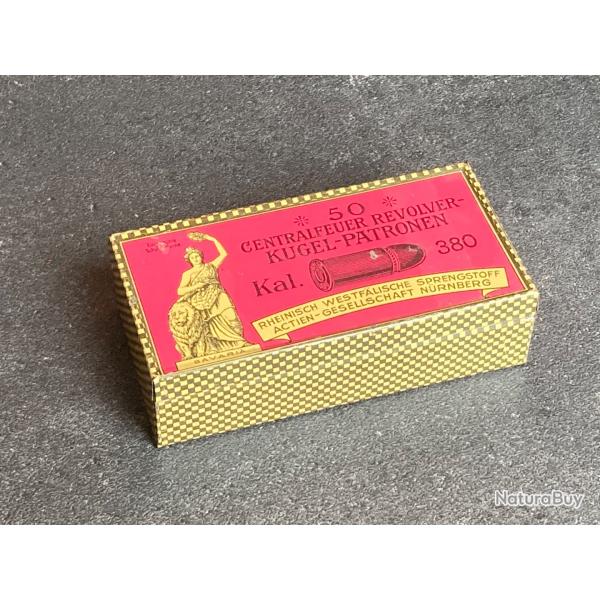 * 50 *
CENTRALFEUER REVOLVER-
KUGEL-PATRONEN
Kal. 380
RHEINISCH WESTFÄLISCHE SPRENGSTOFF
ACTIEN-GESELLSCHAFT NÜRNBERG
BAVARIA
NaturaBuy